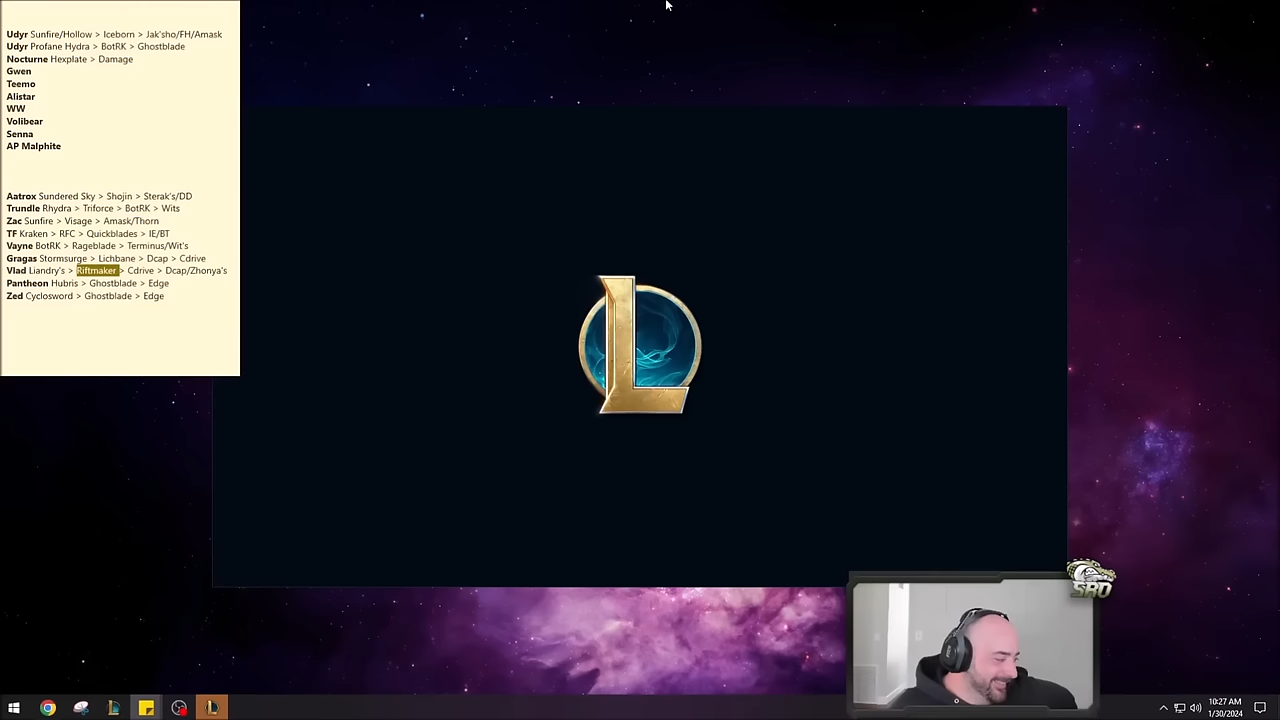 Udyr Sunfire/Hollow > Iceborn > Jak'sho/FH/Amask
Udyr Profane Hydra > BotRK > Ghostblade
Nocturne Hexplate > Damage
Gwen
Teemo
Alistar
WW
Volibear
Senna
AP Malphite
Aatrox Sundered Sky > Shojin > Sterak's/DD
Trundle Rhydra > Triforce > BotRK > Wits
Zac Sunfire > Visage > Amask/Thorn
TF Kraken > RFC > Quickblades > IE/BT
Vayne BotRK > Rageblade > Terminus/Wit's
Gragas Stormsurge > Lichbane > Dcap > Cdrive
Vlad Liandry's > Riftmaker > Cdrive > Dcap/Zhonya's
Pantheon Hubris > Ghostblade > Edge
Zed Cyclosword > Ghostblade > Edge
L
SRO
10:27 AM
1/30/2024